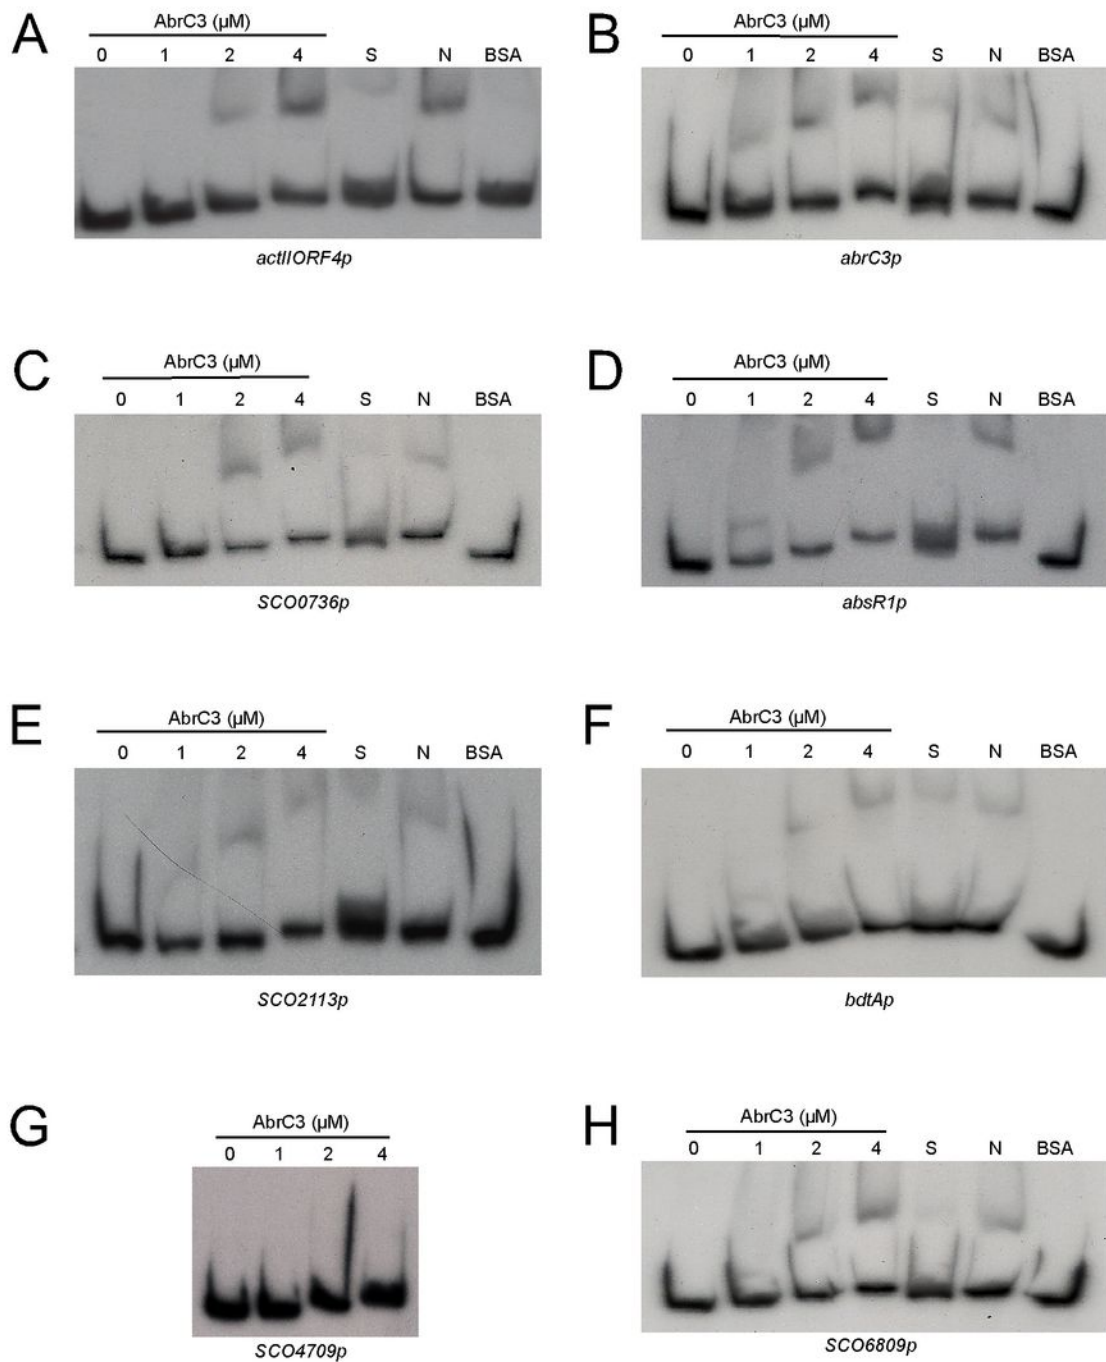 A
AbrC3 (µM)
0 1 2 4 S N BSA
actIIORF4p
B
AbrC3 (µM)
0 1 2 4 S N BSA
abrC3p
C
AbrC3 (µM)
0 1 2 4 S N BSA
SCO0736p
D
AbrC3 (µM)
0 1 2 4 S N BSA
absR1p
E
AbrC3 (µM)
0 1 2 4 S N BSA
SCO2113p
F
AbrC3 (µM)
0 1 2 4 S N BSA
bdtAp
G
AbrC3 (µM)
0 1 2 4
SCO4709p
H
AbrC3 (µM)
0 1 2 4 S N BSA
SCO6809p